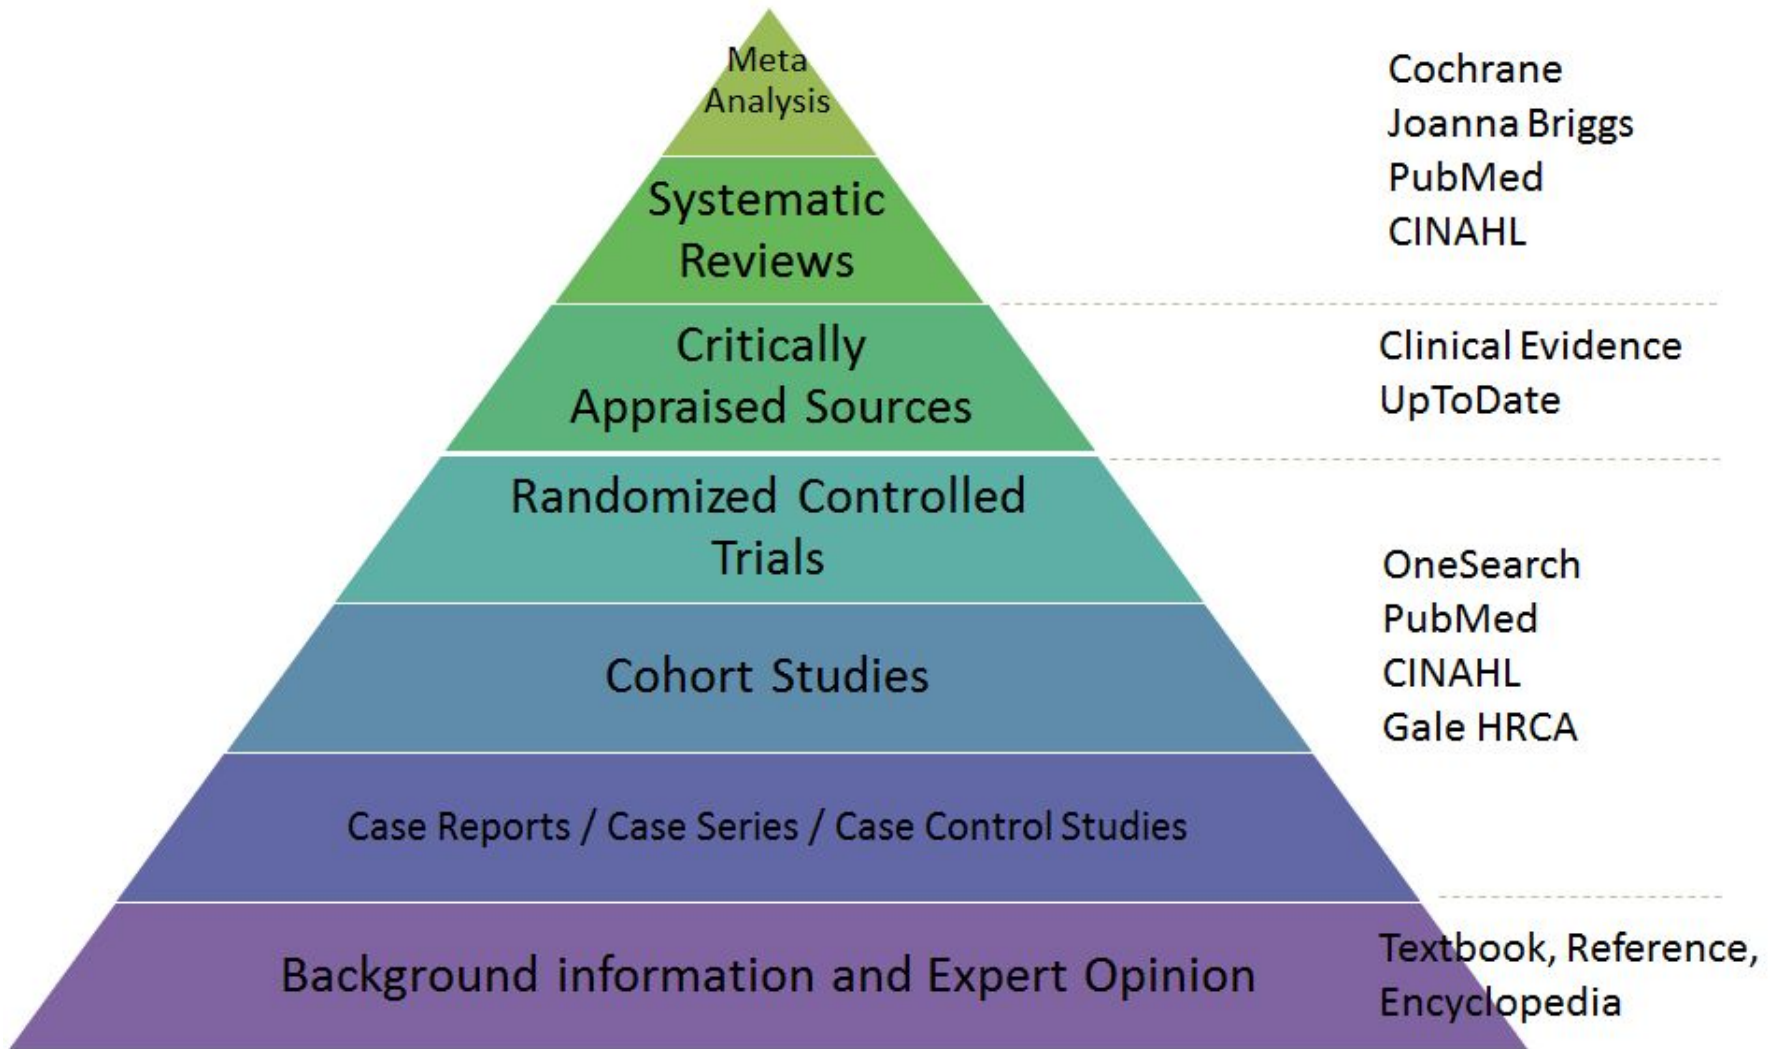 Meta
Analysis
Systematic
Reviews
Critically
Appraised Sources
Randomized Controlled
Trials
Cohort Studies
Case Reports / Case Series / Case Control Studies
Background information and Expert Opinion
Cochrane
Joanna Briggs
PubMed
CINAHL
Clinical Evidence
UpToDate
OneSearch
PubMed
CINAHL
Gale HRCA
Textbook, Reference,
Encyclopedia